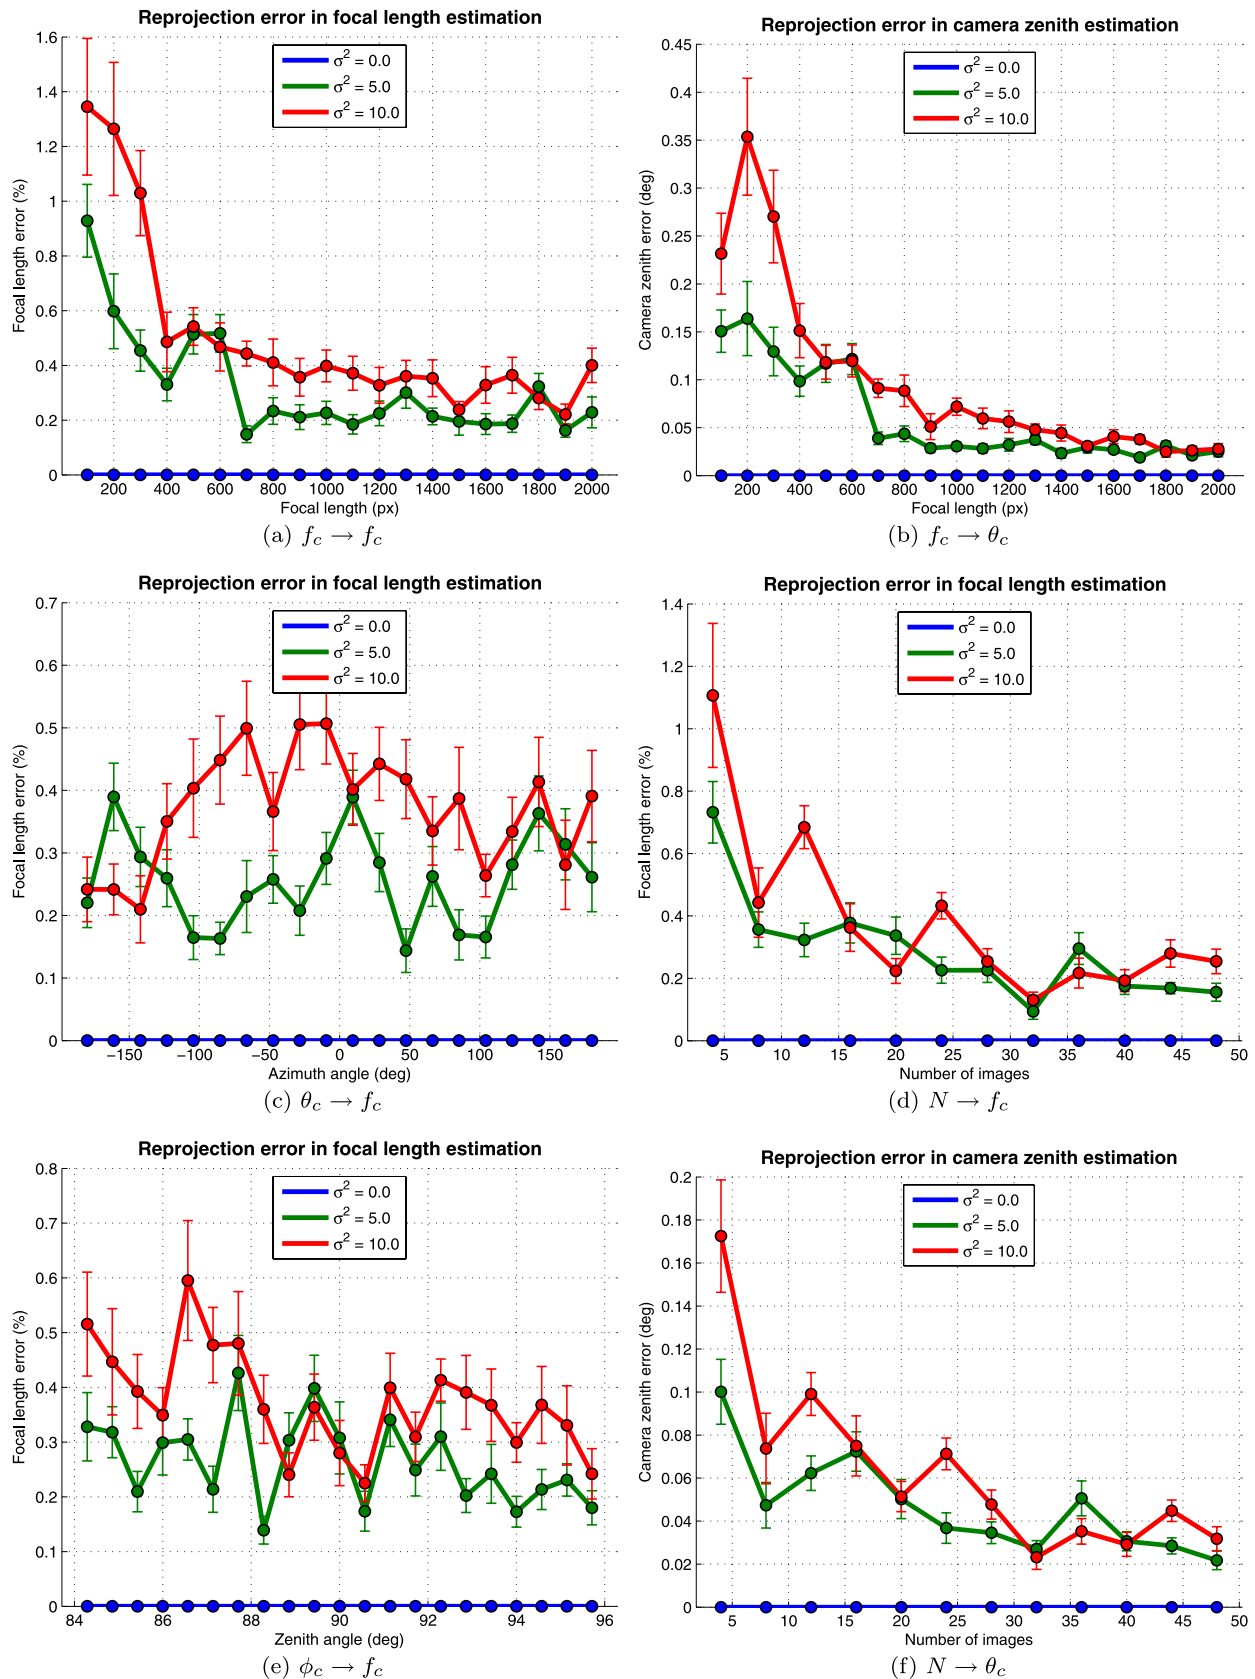 Reprojection error in focal length estimation
1.6
1.4
1.2
1
0.8
0.6
0.4
0.2
0
Focal length error (%)
σ² = 0.0
σ² = 5.0
σ² = 10.0
200 400 600 800 1000 1200 1400 1600 1800 2000
Focal length (px)
(a) f_c → f_c
Reprojection error in camera zenith estimation
0.45
0.4
0.35
0.3
0.25
0.2
0.15
0.1
0.05
0
Camera zenith error (deg)
σ² = 0.0
σ² = 5.0
σ² = 10.0
200 400 600 800 1000 1200 1400 1600 1800 2000
Focal length (px)
(b) f_c → θ_c
Reprojection error in focal length estimation
0.7
0.6
0.5
0.4
0.3
0.2
0.1
0
Focal length error (%)
σ² = 0.0
σ² = 5.0
σ² = 10.0
−150 −100 −50 0 50 100 150
Azimuth angle (deg)
(c) θ_c → f_c
Reprojection error in focal length estimation
1.4
1.2
1
0.8
0.6
0.4
0.2
0
Focal length error (%)
σ² = 0.0
σ² = 5.0
σ² = 10.0
5 10 15 20 25 30 35 40 45 50
Number of images
(d) N → f_c
Reprojection error in focal length estimation
0.8
0.7
0.6
0.5
0.4
0.3
0.2
0.1
0
Focal length error (%)
σ² = 0.0
σ² = 5.0
σ² = 10.0
84 86 88 90 92 94 96
Zenith angle (deg)
(e) ϕ_c → f_c
Reprojection error in camera zenith estimation
0.2
0.18
0.16
0.14
0.12
0.1
0.08
0.06
0.04
0.02
0
Camera zenith error (deg)
σ² = 0.0
σ² = 5.0
σ² = 10.0
5 10 15 20 25 30 35 40 45 50
Number of images
(f) N → θ_c